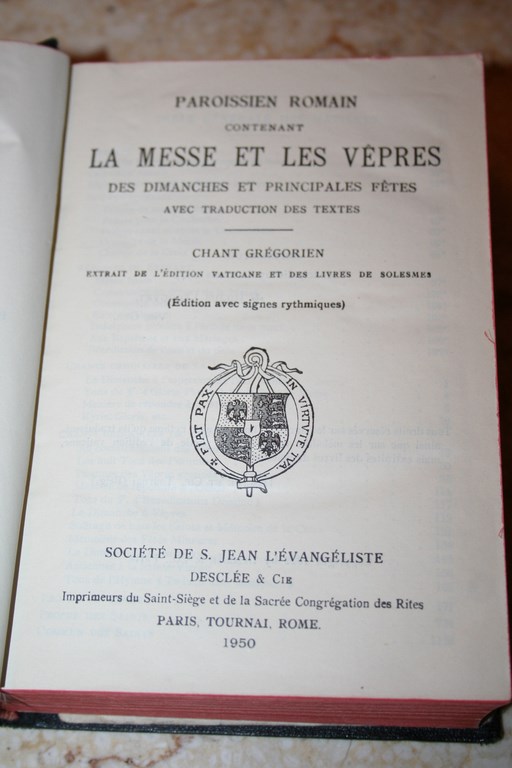 PAROISSIEN ROMAIN
CONTENANT
LA MESSE ET LES VÊPRES
DES DIMANCHES ET PRINCIPALES FÊTES
AVEC TRADUCTION DES TEXTES
CHANT GRÉGORIEN
EXTRAIT DE L'ÉDITION VATICANE ET DES LIVRES DE SOLESMES
(Édition avec signes rythmiques)
✠ FIAT PAX IN VIRTVTE TVA.
SOCIÉTÉ DE S. JEAN L'ÉVANGÉLISTE
DESCLÉE & CIE
Imprimeurs du Saint-Siège et de la Sacrée Congrégation des Rites
PARIS, TOURNAI, ROME.
1950